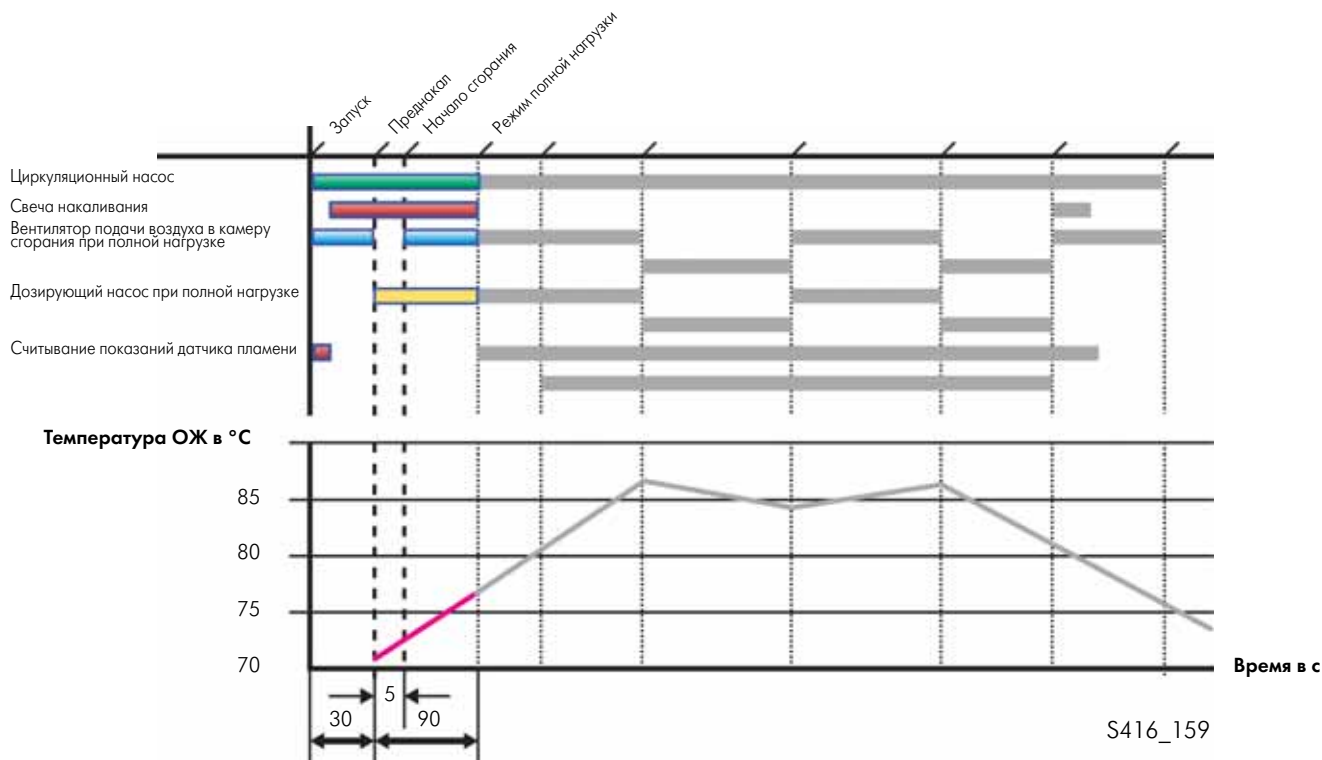 Запуск
Преднакал
Начало сгорания
Режим полной нагрузки
Циркуляционный насос
Свеча накаливания
Вентилятор подачи воздуха в камеру
сгорания при полной нагрузке
Дозирующий насос при полной нагрузке
Считывание показаний датчика пламени
Температура ОЖ в °C
85
80
75
70
Время в с
5
30
90
S416_159